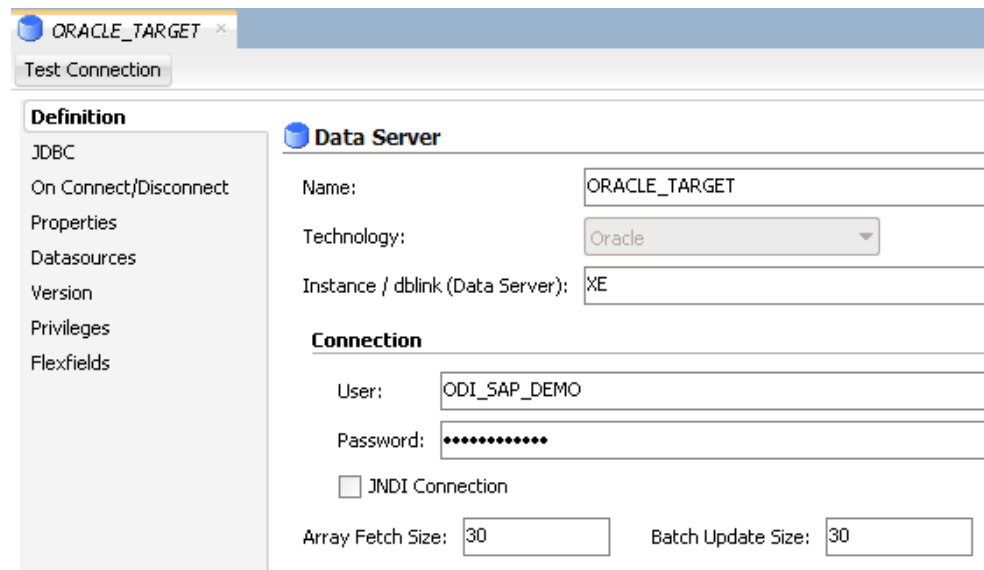 ORACLE_TARGET
Test Connection
Definition
JDBC
On Connect/Disconnect
Properties
Datasources
Version
Privileges
Flexfields
Data Server
Name: ORACLE_TARGET
Technology: Oracle
Instance / dblink (Data Server): XE
Connection
User: ODI_SAP_DEMO
Password: ••••••••••••
JNDI Connection
Array Fetch Size: 30 Batch Update Size: 30